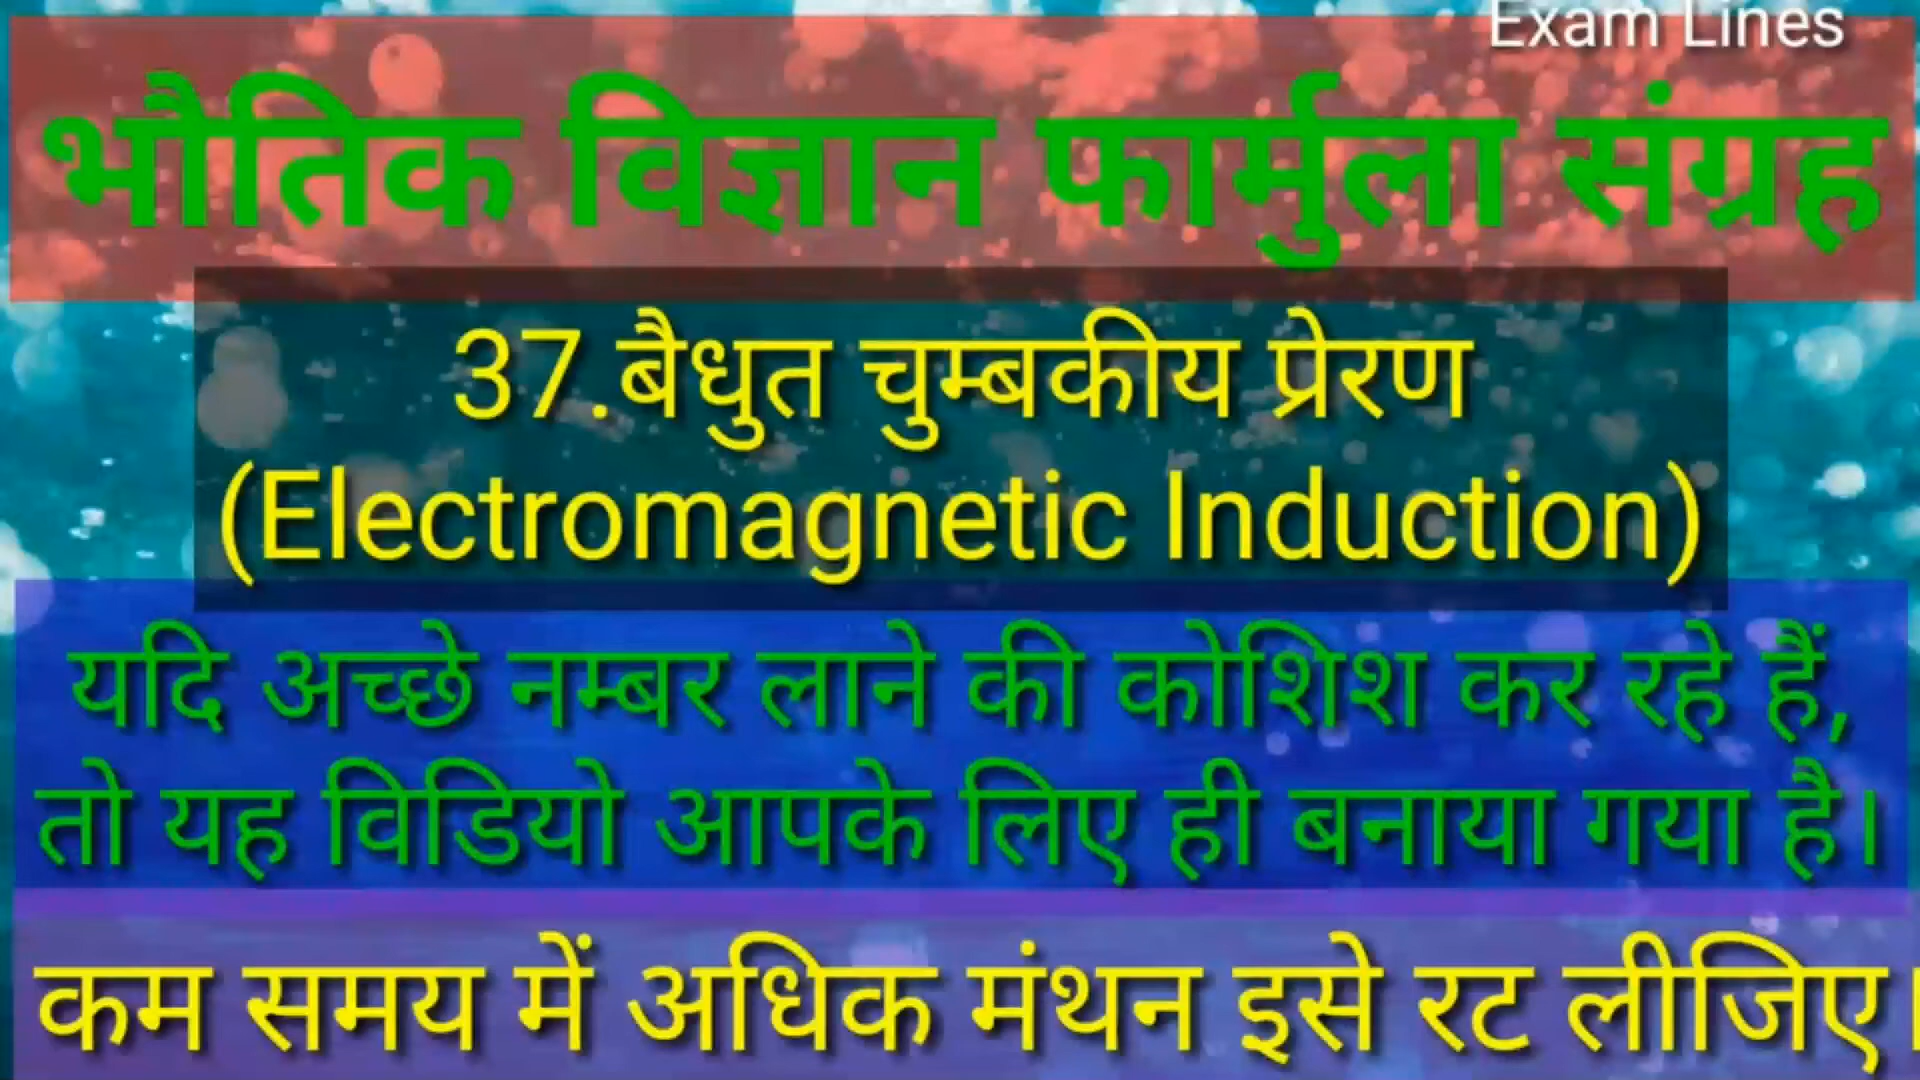 Exam Lines
भौतिक विज्ञान फार्मुला संग्रह
37.बैधुत चुम्बकीय प्रेरण
(Electromagnetic Induction)
यदि अच्छे नम्बर लाने की कोशिश कर रहे हैं,
तो यह विडियो आपके लिए ही बनाया गया है।
कम समय में अधिक मंथन इसे रट लीजिए।